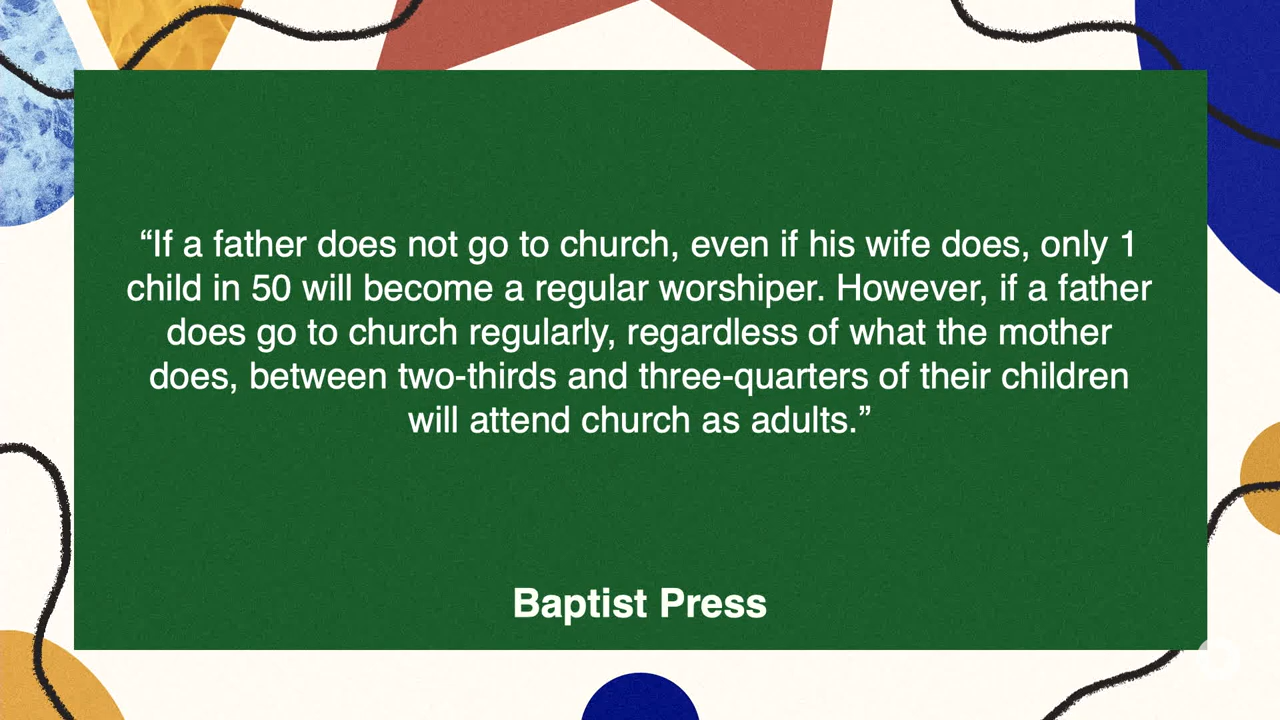 “If a father does not go to church, even if his wife does, only 1
child in 50 will become a regular worshiper. However, if a father
does go to church regularly, regardless of what the mother
does, between two-thirds and three-quarters of their children
will attend church as adults.”
Baptist Press